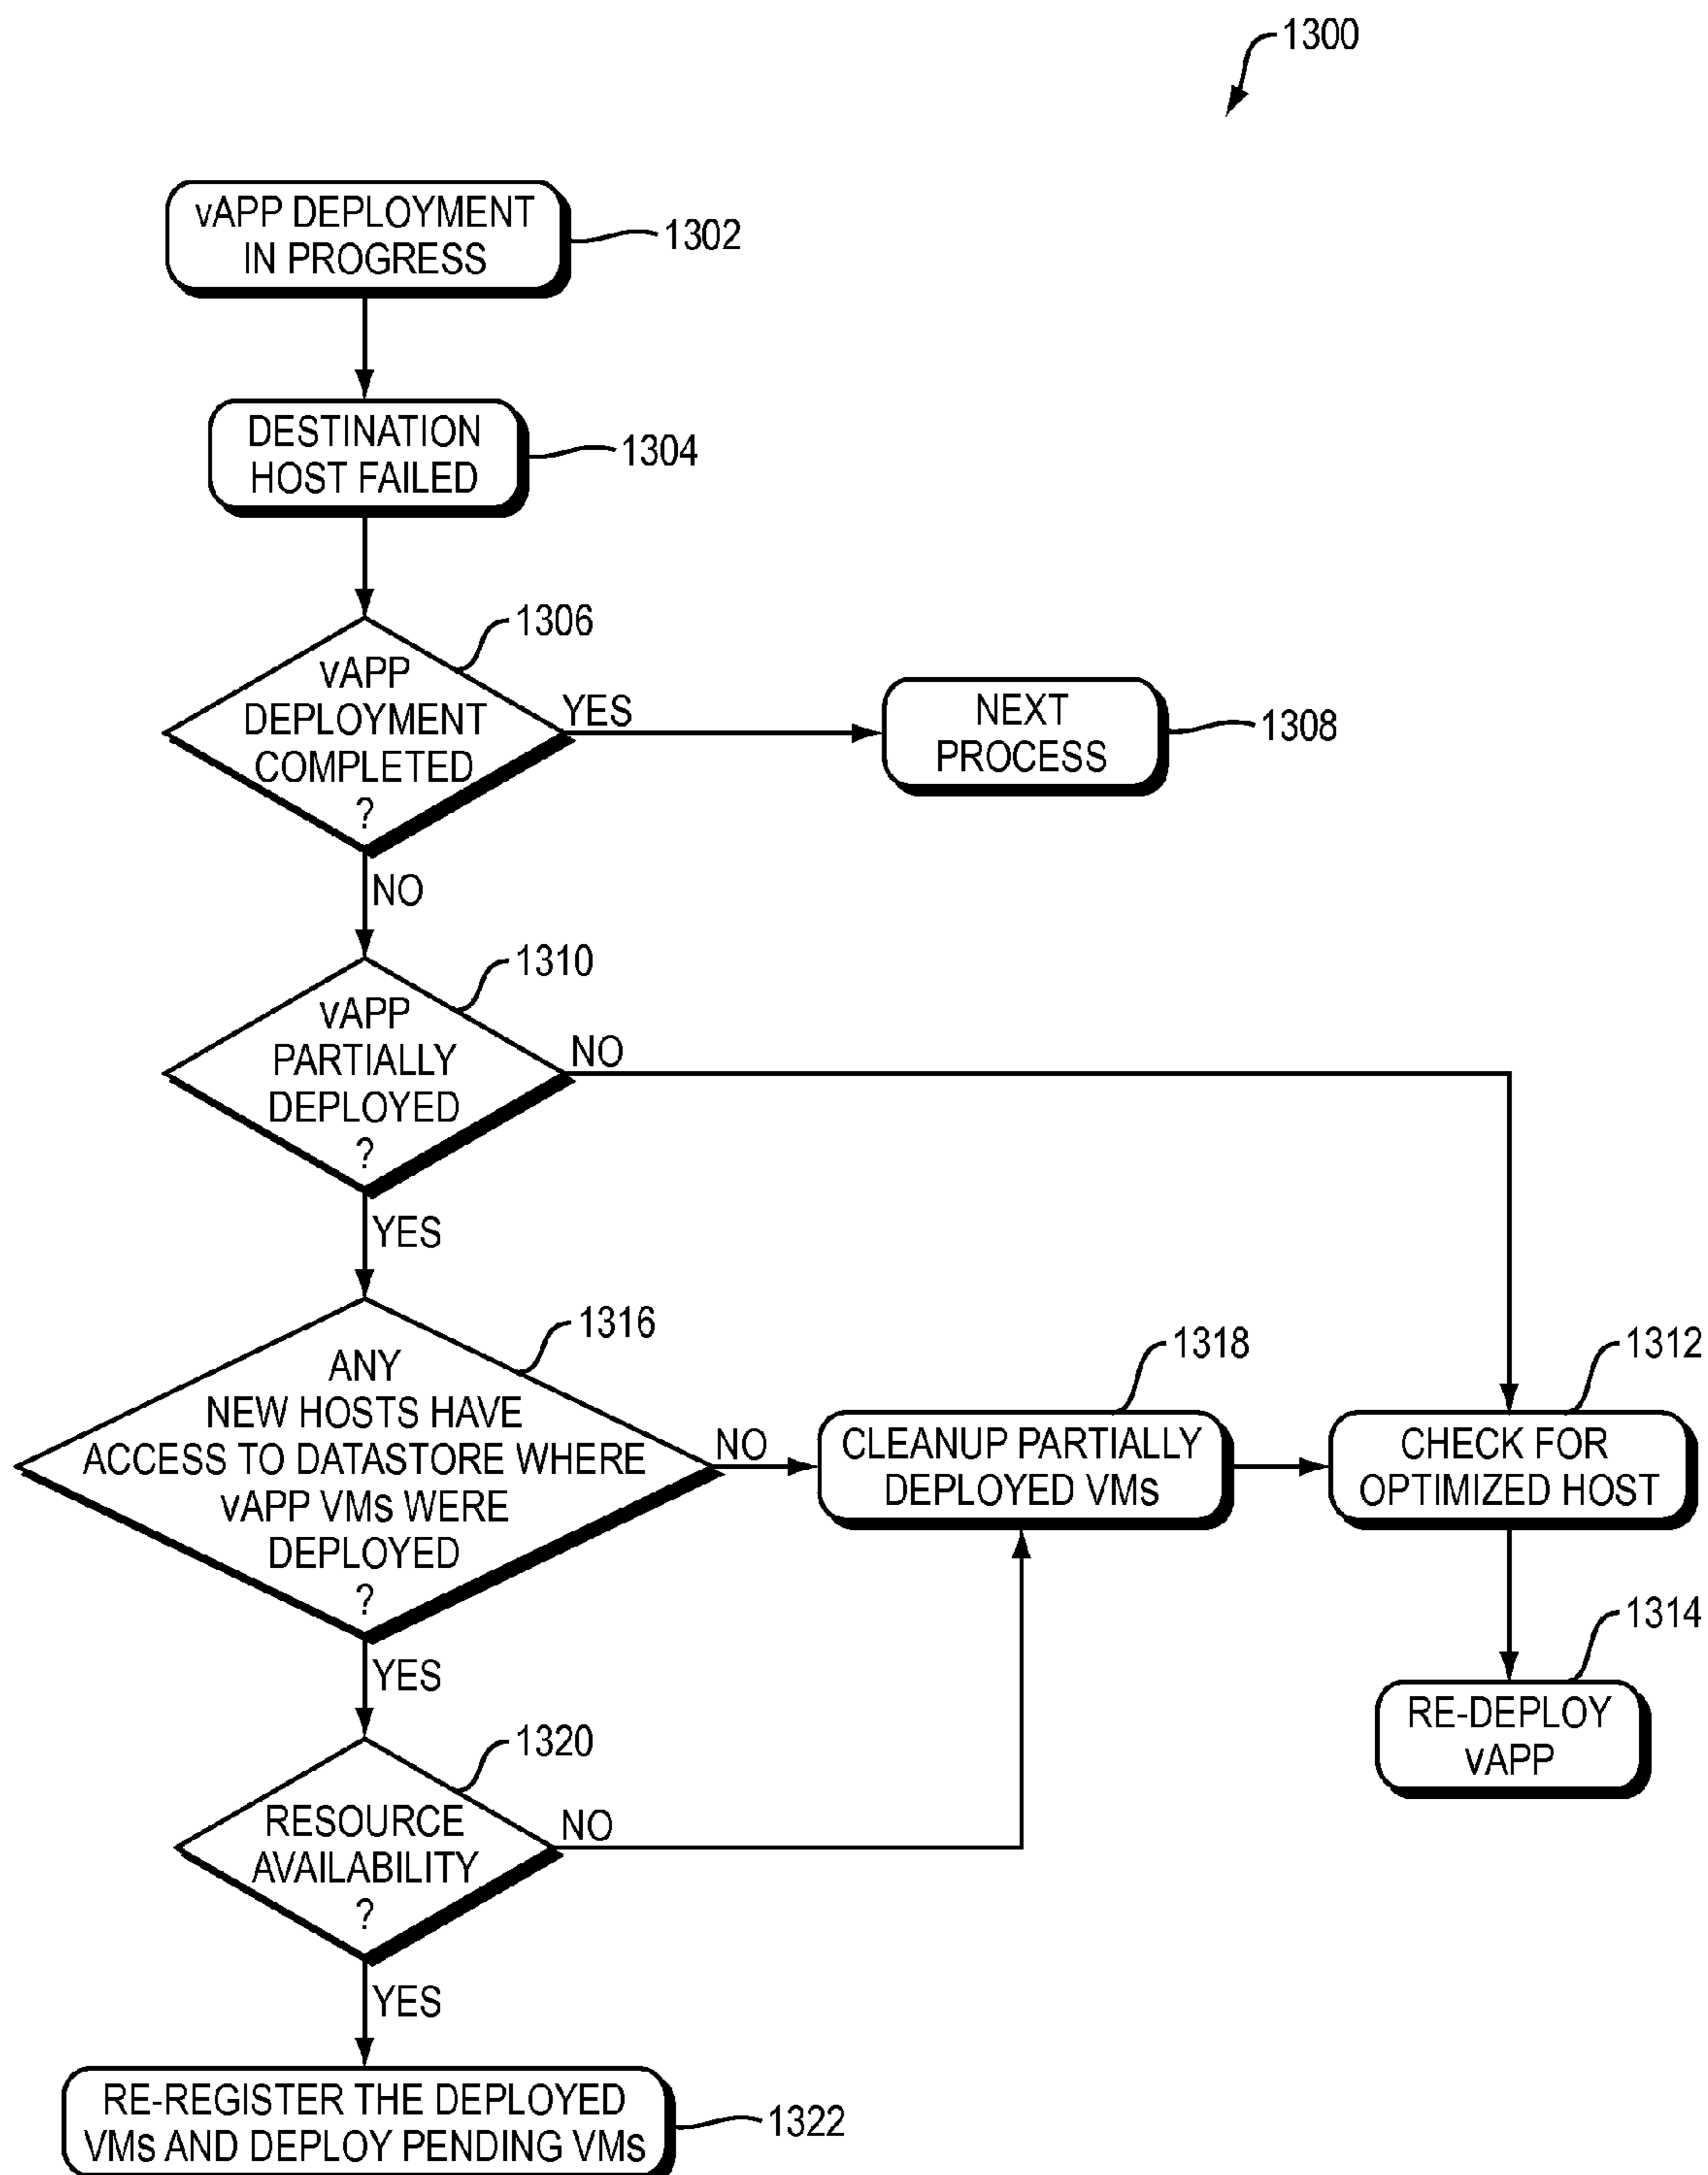 1300
vAPP DEPLOYMENT
IN PROGRESS
1302
DESTINATION
HOST FAILED
1304
1306
vAPP
DEPLOYMENT
COMPLETED
?
YES
NEXT
PROCESS
1308
NO
1310
vAPP
PARTIALLY
DEPLOYED
?
NO
YES
1316
ANY
NEW HOSTS HAVE
ACCESS TO DATASTORE WHERE
vAPP VMs WERE
DEPLOYED
?
NO
1318
CLEANUP PARTIALLY
DEPLOYED VMs
1312
CHECK FOR
OPTIMIZED HOST
1314
RE-DEPLOY
vAPP
YES
1320
RESOURCE
AVAILABILITY
?
NO
YES
RE-REGISTER THE DEPLOYED
VMs AND DEPLOY PENDING VMs
1322